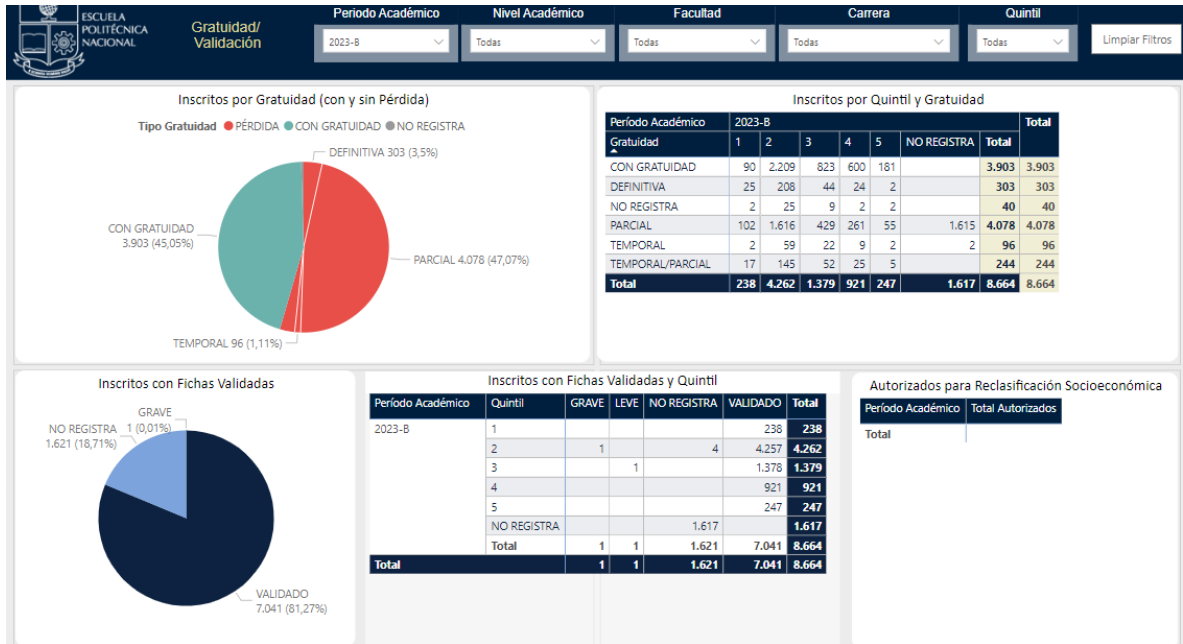 ESCUELA
POLITÉCNICA
NACIONAL
Gratuidad/
Validación
Periodo Académico
2023-B
Nivel Académico
Todas
Facultad
Todas
Carrera
Todas
Quintil
Todas
Limpiar Filtros
Inscritos por Gratuidad (con y sin Pérdida)
Tipo Gratuidad PÉRDIDA CON GRATUIDAD NO REGISTRA
DEFINITIVA 303 (3,5%)
CON GRATUIDAD
3.903 (45,05%)
PARCIAL 4.078 (47,07%)
TEMPORAL 96 (1,11%)
Inscritos por Quintil y Gratuidad
Período Académico 2023-B Total
Gratuidad 1 2 3 4 5 NO REGISTRA Total
CON GRATUIDAD 90 2.209 823 600 181 3.903 3.903
DEFINITIVA 25 208 44 24 2 303 303
NO REGISTRA 2 25 9 2 2 40 40
PARCIAL 102 1.616 429 261 55 1.615 4.078 4.078
TEMPORAL 2 59 22 9 2 2 96 96
TEMPORAL/PARCIAL 17 145 52 25 5 244 244
Total 238 4.262 1.379 921 247 1.617 8.664 8.664
Inscritos con Fichas Validadas
GRAVE
1 (0,01%)
NO REGISTRA
1.621 (18,71%)
VALIDADO
7.041 (81,27%)
Inscritos con Fichas Validadas y Quintil
Período Académico Quintil GRAVE LEVE NO REGISTRA VALIDADO Total
2023-B 1 238 238
2 1 4 4.257 4.262
3 1 1.378 1.379
4 921 921
5 247 247
NO REGISTRA 1.617 1.617
Total 1 1 1.621 7.041 8.664
Total 1 1 1.621 7.041 8.664
Autorizados para Reclasificación Socioeconómica
Período Académico Total Autorizados
Total